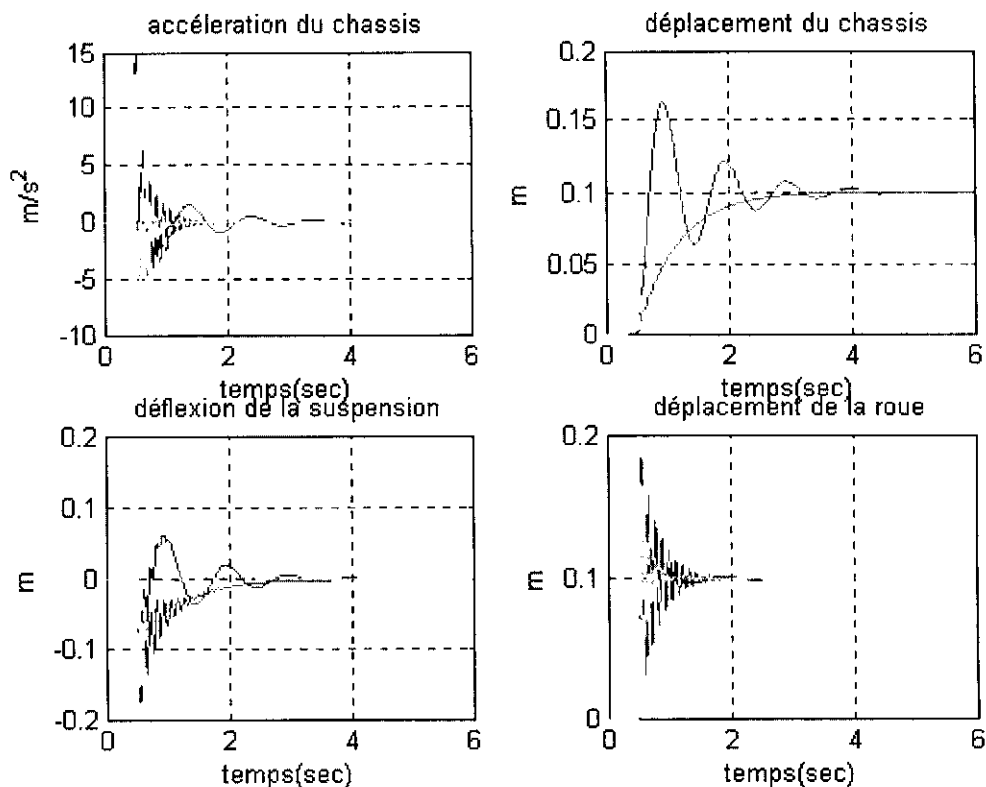 accéleration du chassis
15
10
5
0
-5
-10
m/s²
0 2 4 6
temps(sec)
déplacement du chassis
0.2
0.15
0.1
0.05
0
m
0 2 4 6
temps(sec)
déflexion de la suspension
0.2
0.1
0
-0.1
-0.2
m
0 2 4 6
temps(sec)
déplacement de la roue
0.2
0.1
0
m
0 2 4 6
temps(sec)